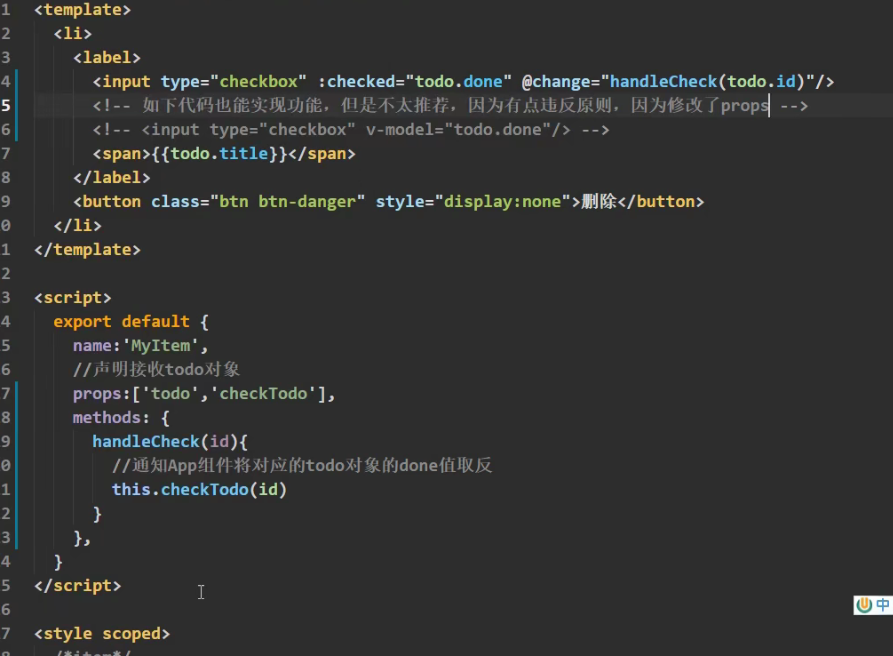 1 <template>
2 <li>
3 <label>
4 <input type="checkbox" :checked="todo.done" @change="handleCheck(todo.id)"/>
5 <!-- 如下代码也能实现功能，但是不太推荐，因为有点违反原则，因为修改了props -->
6 <!-- <input type="checkbox" v-model="todo.done"/> -->
7 <span>{{todo.title}}</span>
8 </label>
9 <button class="btn btn-danger" style="display:none">删除</button>
0 </li>
1 </template>
2
3 <script>
4 export default {
5 name:'MyItem',
6 //声明接收todo对象
7 props:['todo','checkTodo'],
8 methods: {
9 handleCheck(id){
0 //通知App组件将对应的todo对象的done值取反
1 this.checkTodo(id)
2 }
3 },
4 }
5 </script>
6
7 <style scoped>
8 /*item*/
中